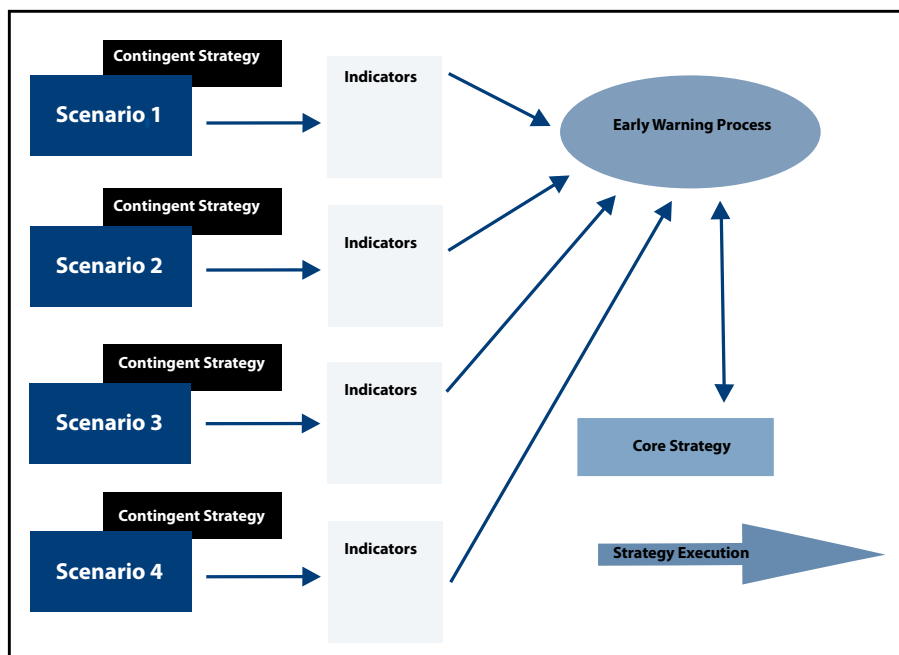 Contingent Strategy
Indicators
Scenario 1
Early Warning Process
Contingent Strategy
Indicators
Scenario 2
Contingent Strategy
Indicators
Scenario 3
Core Strategy
Contingent Strategy
Indicators
Strategy Execution
Scenario 4